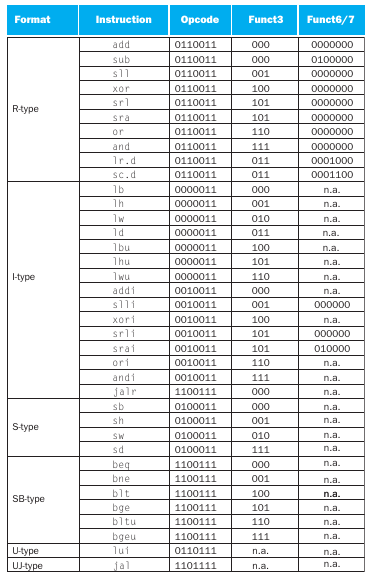 Format Instruction Opcode Funct3 Funct6/7
R-type
add 0110011 000 0000000
sub 0110011 000 0100000
sll 0110011 001 0000000
xor 0110011 100 0000000
srl 0110011 101 0000000
sra 0110011 101 0000000
or 0110011 110 0000000
and 0110011 111 0000000
lr.d 0110011 011 0001000
sc.d 0110011 011 0001100
I-type
lb 0000011 000 n.a.
lh 0000011 001 n.a.
lw 0000011 010 n.a.
ld 0000011 011 n.a.
lbu 0000011 100 n.a.
lhu 0000011 101 n.a.
lwu 0000011 110 n.a.
addi 0010011 000 n.a.
slli 0010011 001 000000
xori 0010011 100 n.a.
srli 0010011 101 000000
srai 0010011 101 010000
ori 0010011 110 n.a.
andi 0010011 111 n.a.
jalr 1100111 000 n.a.
S-type
sb 0100011 000 n.a.
sh 0100011 001 n.a.
sw 0100011 010 n.a.
sd 0100011 111 n.a.
SB-type
beq 1100111 000 n.a.
bne 1100111 001 n.a.
blt 1100111 100 n.a.
bge 1100111 101 n.a.
bltu 1100111 110 n.a.
bgeu 1100111 111 n.a.
U-type lui 0110111 n.a. n.a.
UJ-type jal 1101111 n.a. n.a.